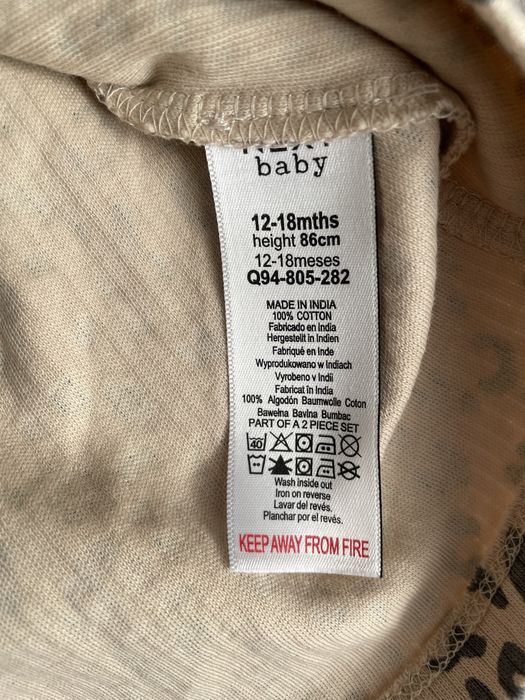 NEXT
baby
12-18mths
height 86cm
12-18meses
Q94-805-282
MADE IN INDIA
100% COTTON
Fabricado en India
Hergestellt in Indien
Fabriqué en Inde
Wyprodukowano w Indiach
Vyrobeno v Indii
Fabricat în India
100% Algodón Baumwolle Coton
Bawełna Bavlna Bumbac
PART OF A 2 PIECE SET
40
Wash inside out
Iron on reverse
Lavar del revés.
Planchar por el revés.
KEEP AWAY FROM FIRE